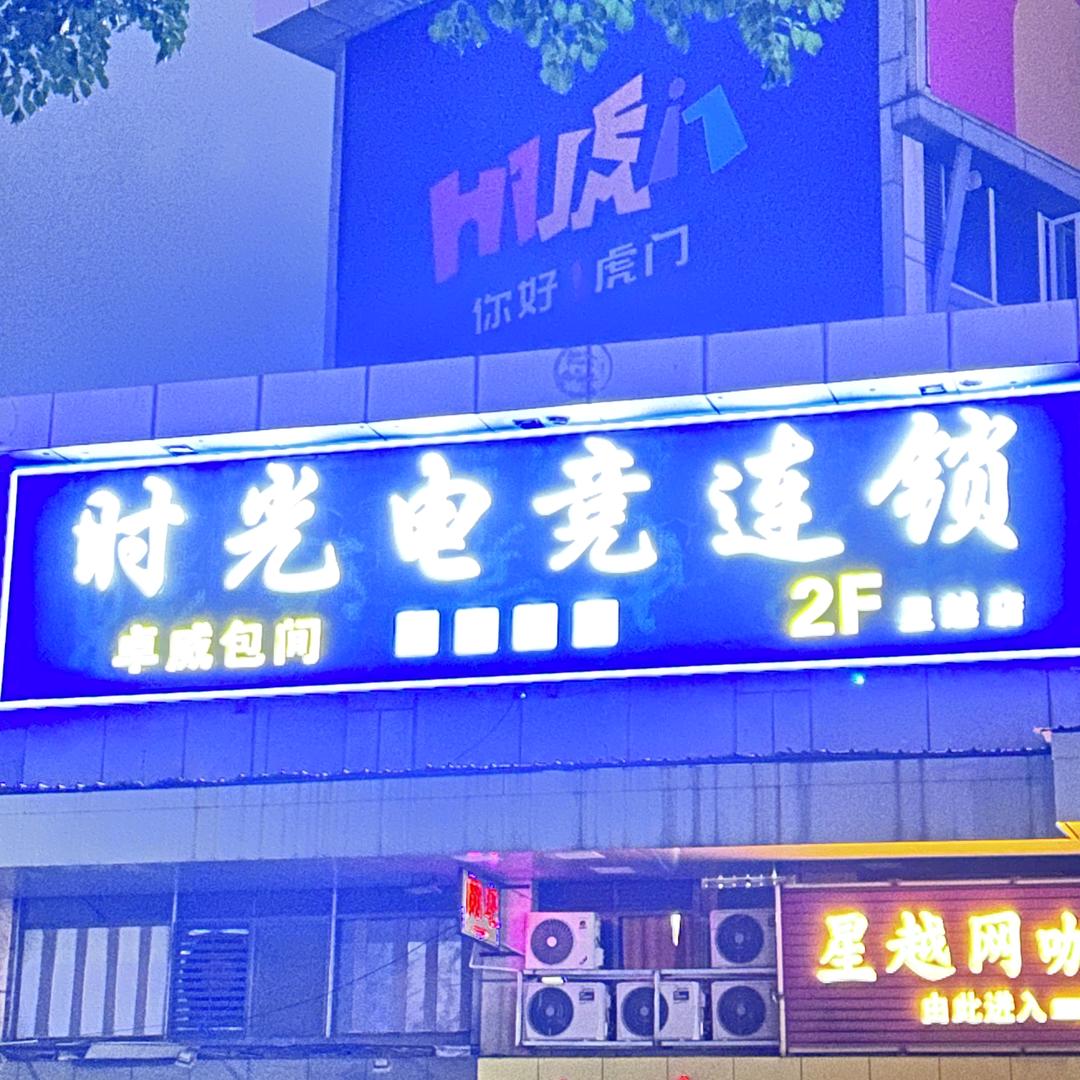 HU虎门
你好!虎门
时光电竞连锁
卓威包间
2F
星越网咖
由此进入